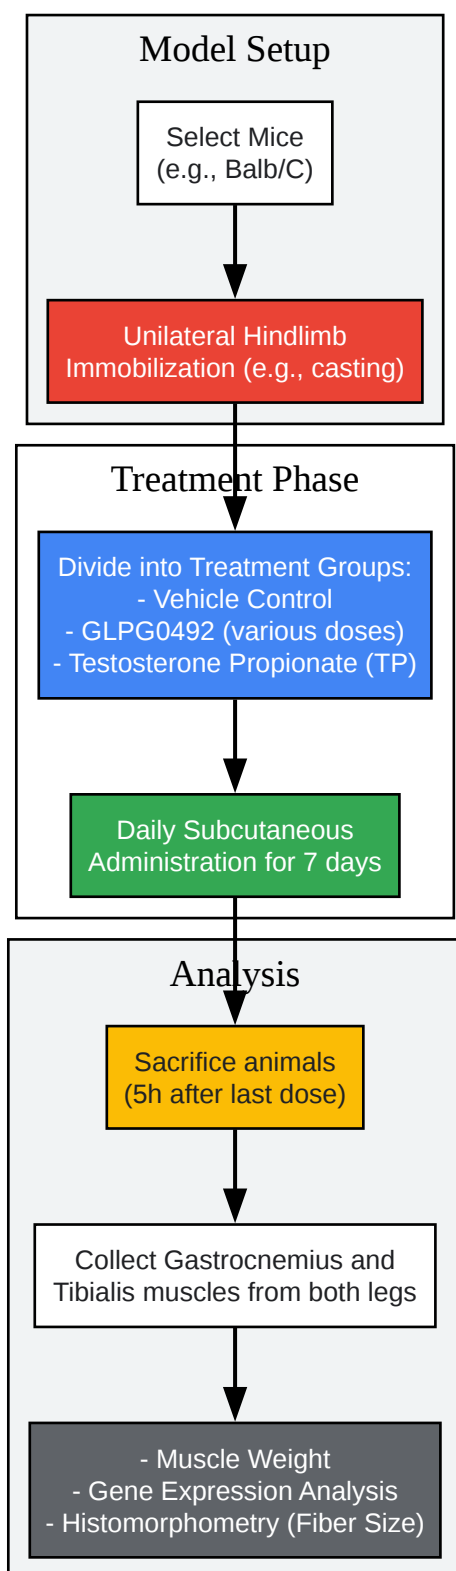 Model Setup
Select Mice
(e.g., Balb/C)
Unilateral Hindlimb
Immobilization (e.g., casting)
Treatment Phase
Divide into Treatment Groups:
- Vehicle Control
- GLPG0492 (various doses)
- Testosterone Propionate (TP)
Daily Subcutaneous
Administration for 7 days
Analysis
Sacrifice animals
(5h after last dose)
Collect Gastrocnemius and
Tibialis muscles from both legs
- Muscle Weight
- Gene Expression Analysis
- Histomorphometry (Fiber Size)